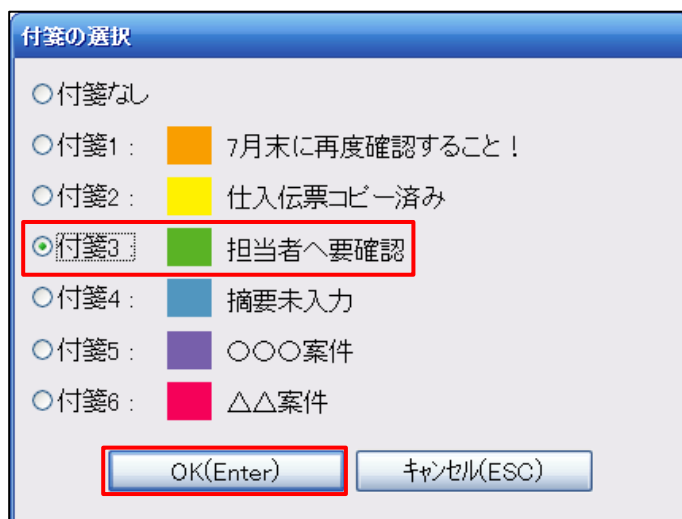 付箋の選択
付箋なし
付箋1: 7月末に再度確認すること!
付箋2: 仕入伝票コピー済み
付箋3: 担当者へ要確認
付箋4: 摘要未入力
付箋5: ○○○案件
付箋6: △△案件
OK(Enter) ｷｬﾝｾﾙ(ESC)